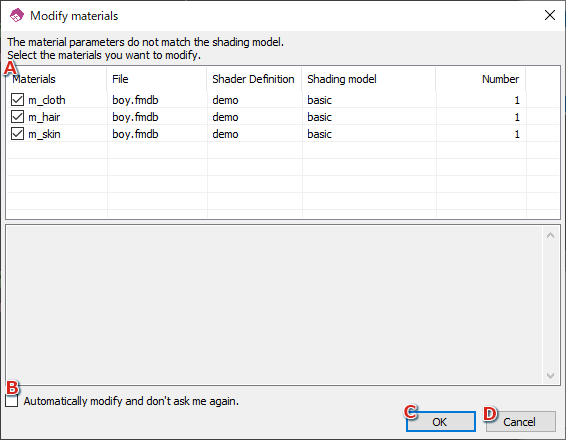 Modify materials
The material parameters do not match the shading model.
Select the materials you want to modify.
A
Materials File Shader Definition Shading model Number
m_cloth boy.fmdb demo basic 1
m_hair boy.fmdb demo basic 1
m_skin boy.fmdb demo basic 1
B
Automatically modify and don't ask me again.
C D
OK Cancel